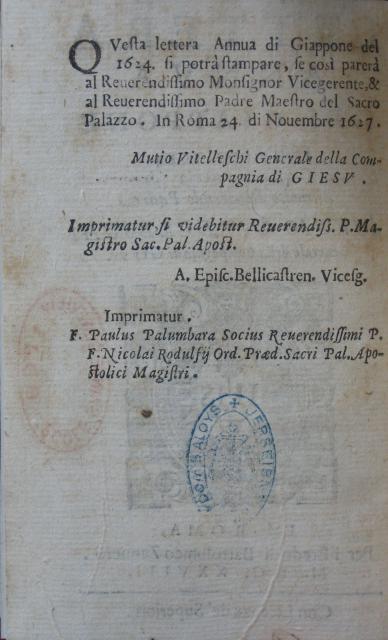 QVesta lettera Annua di Giappone del
1624. si potrà stampare, se così parerà
al Reuerendissimo Monsignor Vicegerente, &
al Reuerendissimo Padre Maestro del Sacro
Palazzo. In Roma 24. di Nouembre 1627.
Mutio Vitelleschi Generale della Com-
pagnia di GIESV.
Imprimatur, si videbitur Reuerendiss. P. Ma-
gistro Sac. Pal. Apost.
A. Episc. Bellicastren. Vicesg.
Imprimatur.
F. Paulus Palumbara Socius Reuerendissimi P.
F. Nicolai Rodulfij Ord. Præd. Sacri Pal. Apo-
stolici Magistri.
DOMUS ALOYS. JERSEIENSIS